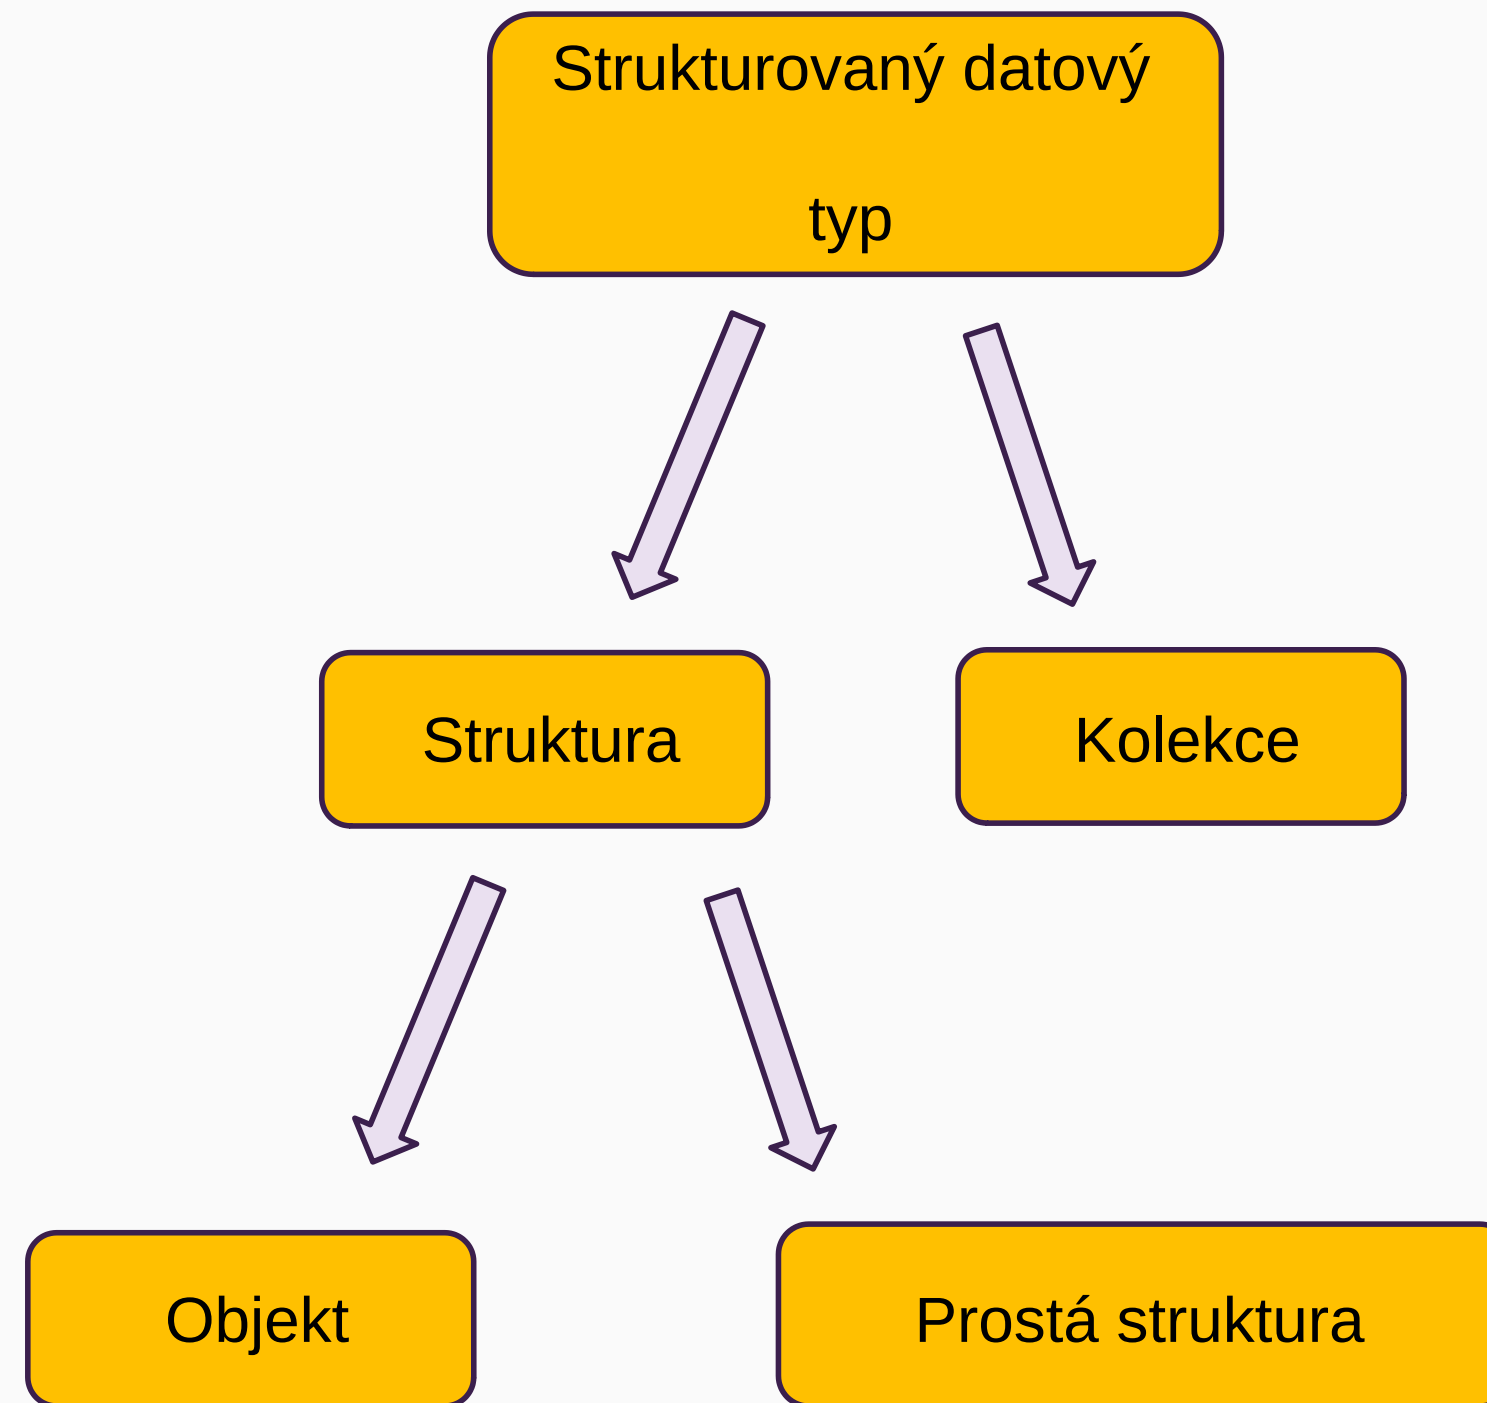 Strukturovaný datový
typ
Struktura
Kolekce
Objekt
Prostá struktura